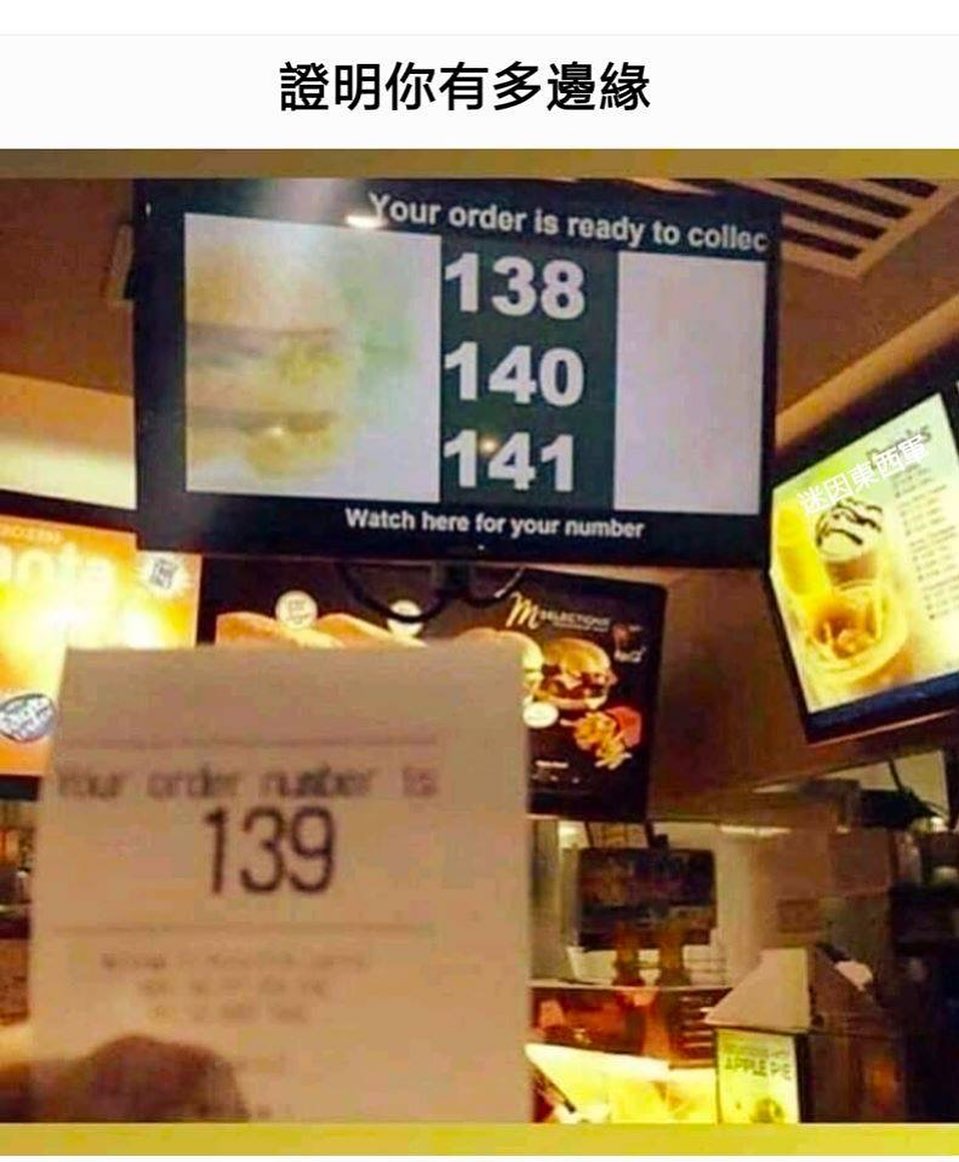 證明你有多邊緣
Your order is ready to collec
138
140
141
Watch here for your number
迷因東西軍
M SELECTIONS
Your order number is
139
APPLE PIE